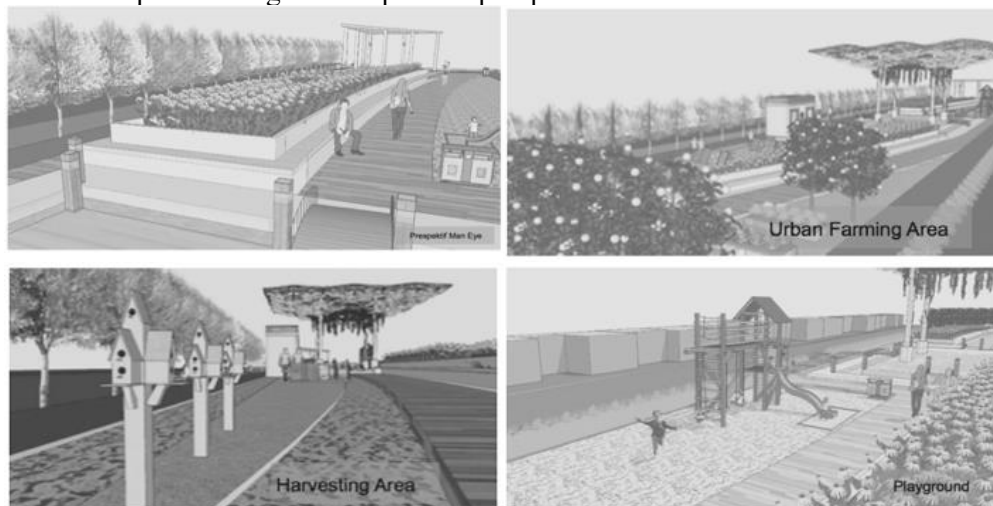 Prespektif Man Eye
Urban Farming Area
Harvesting Area
Playground